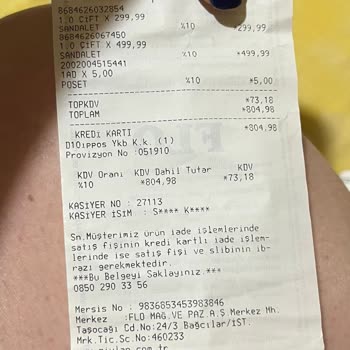 8684626032854
1.0 ÇİFT X 299,99
SANDALET %10 *299,99
8684626067450
1.0 ÇİFT X 499,99
SANDALET %10 *499,99
2002004515441
1AD X 5,00
POŞET %10 *5,00
TOPKDV *73,18
TOPLAM *804,98
KREDİ KARTI *804,98
D10ippos Ykb K.k. (1)
Provizyon No :051910
KDV Oranı KDV Dahil Tutar KDV
%10 *804,98 *73,18
KASİYER NO : 27113
KASİYER İSİM : S**** K****
Sn.Müşterimiz ürün iade işlemlerinde
satış fişinin kredi kartlı iade işlem-
lerinde ise satış fişi ve slibinin ib-
razı gerekmektedir.
***Bu Belgeyi Saklayınız.***
0850 290 33 56
Mersis No : 9836853453983846
Merkez :FLO MAĞ.VE PAZ.A.Ş Merkez Mh.
Taşocağı Cd.No:24/3 Bağcılar/İST.
Mrk.Tic.Sc.No:460233